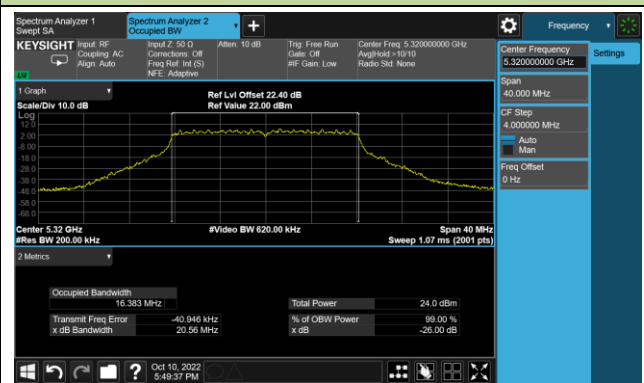 Spectrum Analyzer 1
Swept SA
Spectrum Analyzer 2
Occupied BW
Frequency
KEYSIGHT
Input: RF
Coupling: AC
Align: Auto
Input Z: 50 Ω
Corrections: Off
Freq Ref: Int (S)
NFE: Adaptive
Atten: 10 dB
Trig: Free Run
Gate: Off
#IF Gain: Low
Center Freq: 5.320000000 GHz
Avg|Hold:>10/10
Radio Std: None
Center Frequency
5.320000000 GHz
Settings
Span
40.000 MHz
CF Step
4.000000 MHz
Auto
Man
Freq Offset
0 Hz
1 Graph
Scale/Div 10.0 dB
Ref Lvl Offset 22.40 dB
Ref Value 22.00 dBm
Log
12.0
2.00
-8.00
-18.0
-28.0
-38.0
-48.0
-58.0
-68.0
Center 5.32 GHz
#Res BW 200.00 kHz
#Video BW 620.00 kHz
Span 40 MHz
Sweep 1.07 ms (2001 pts)
2 Metrics
Occupied Bandwidth
16.383 MHz
Total Power 24.0 dBm
Transmit Freq Error -40.946 kHz
% of OBW Power 99.00 %
x dB Bandwidth 20.56 MHz
x dB -26.00 dB
?
Oct 10, 2022
5:49:37 PM